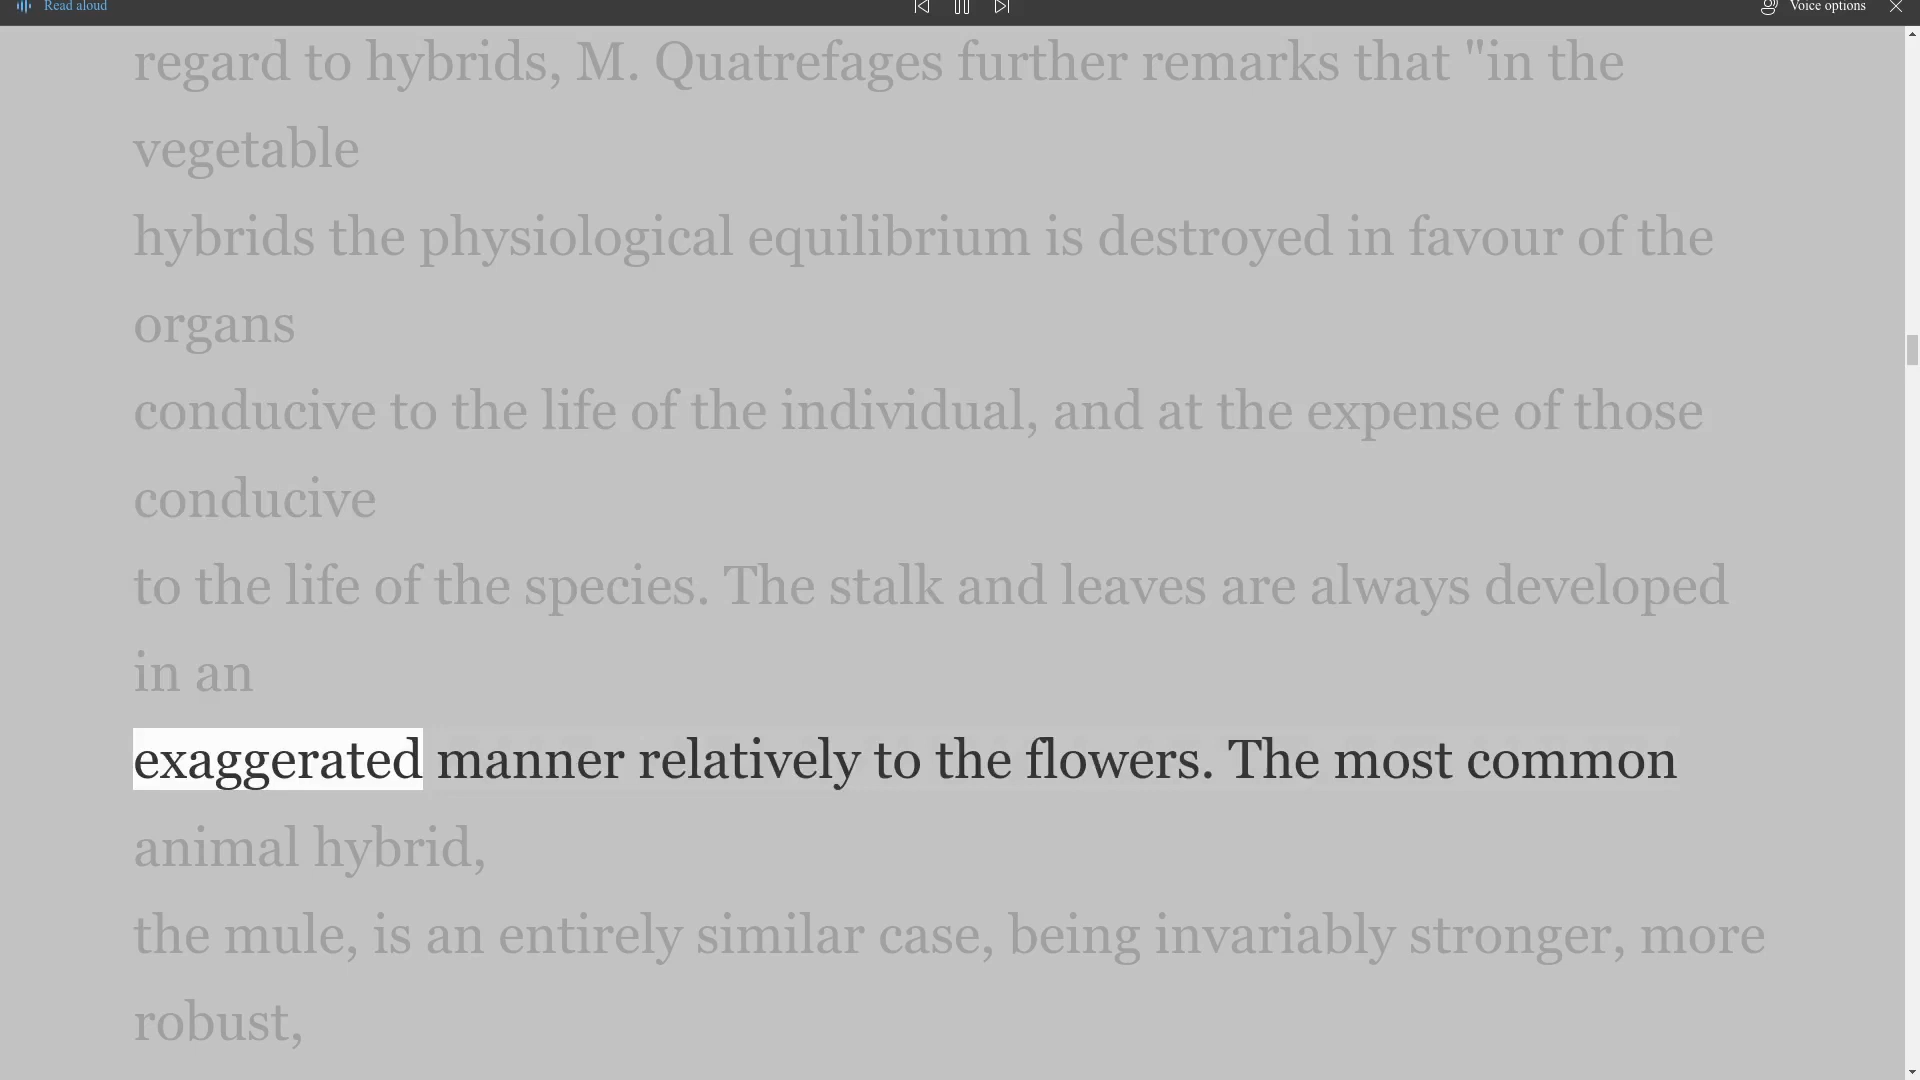 Read aloud
Voice options
regard to hybrids, M. Quatrefages further remarks that "in the
vegetable
hybrids the physiological equilibrium is destroyed in favour of the
organs
conducive to the life of the individual, and at the expense of those
conducive
to the life of the species. The stalk and leaves are always developed
in an
exaggerated manner relatively to the flowers. The most common
animal hybrid,
the mule, is an entirely similar case, being invariably stronger, more
robust,